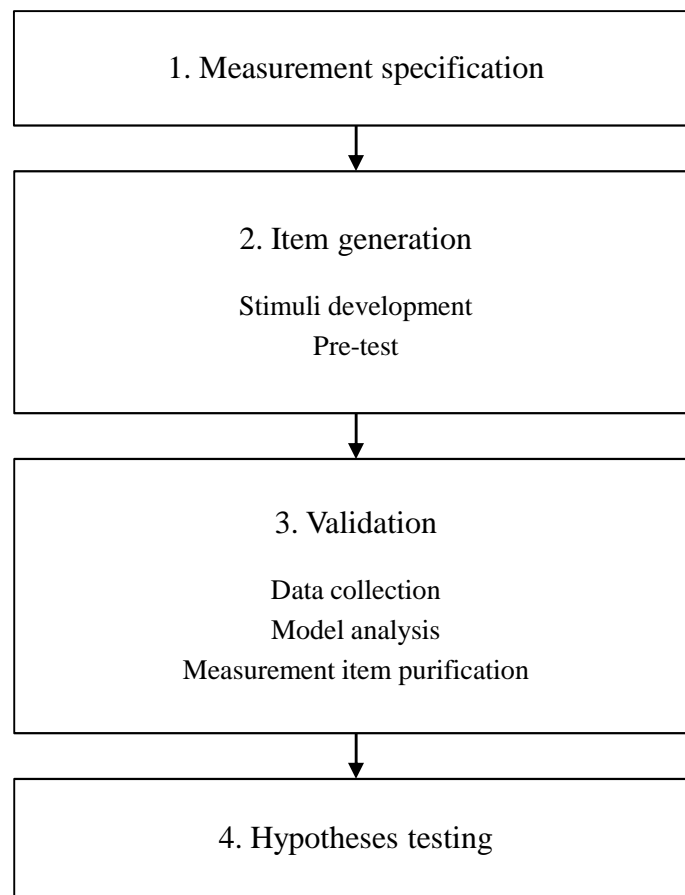 1. Measurement specification
2. Item generation
Stimuli development
Pre-test
3. Validation
Data collection
Model analysis
Measurement item purification
4. Hypotheses testing